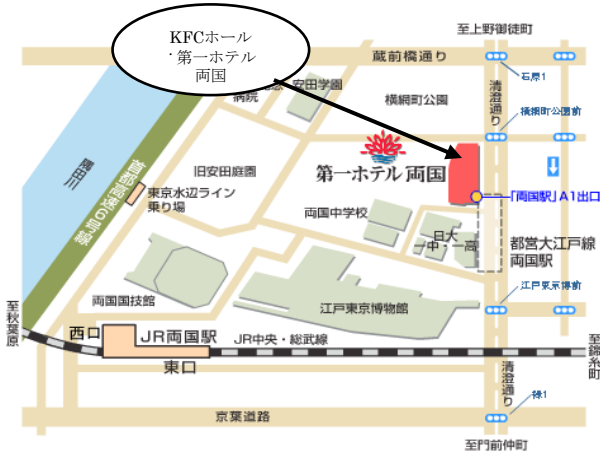 至上野御徒町
KFCホール
・第一ホテル
両国
蔵前橋通り
石原1
安田学園
病院
横網町公園
清澄通り
横網町公園前
隅田川
首都高速6号線
旧安田庭園
第一ホテル 両国
東京水辺ライン
乗り場
「両国駅」A1出口
両国中学校
日大
一中・一高
都営大江戸線
両国駅
両国国技館
江戸東京博物館
江戸東京博前
至秋葉原
西口
JR両国駅
JR中央・総武線
東口
至錦糸町
清澄通り
緑1
京葉道路
至門前仲町